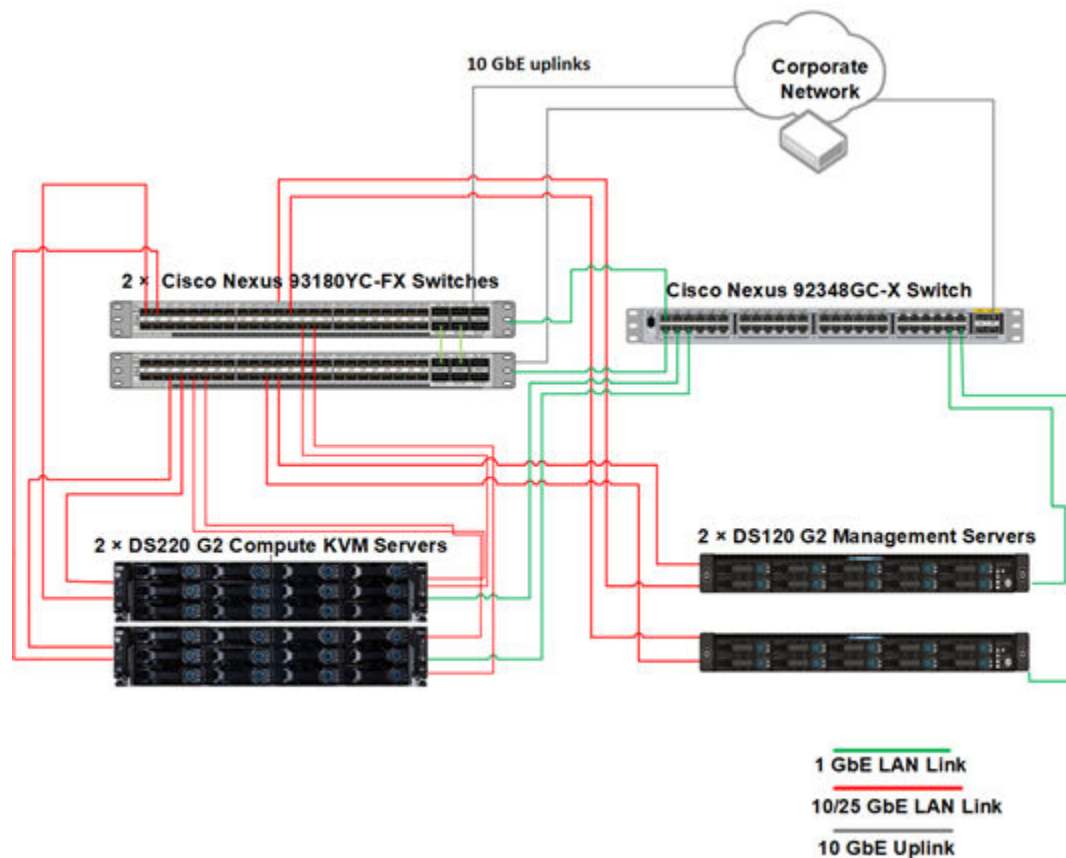 10 GbE uplinks
Corporate
Network
2 × Cisco Nexus 93180YC-FX Switches
Cisco Nexus 92348GC-X Switch
2 × DS220 G2 Compute KVM Servers
2 × DS120 G2 Management Servers
1 GbE LAN Link
10/25 GbE LAN Link
10 GbE Uplink